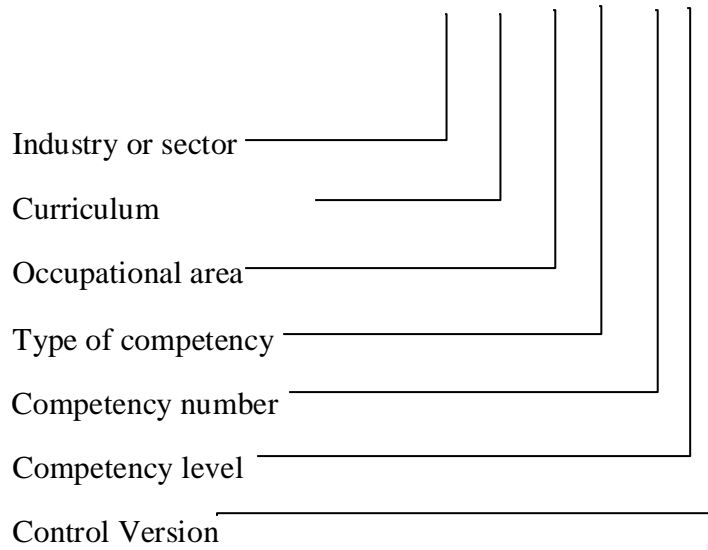 Industry or sector
Curriculum
Occupational area
Type of competency
Competency number
Competency level
Control Version